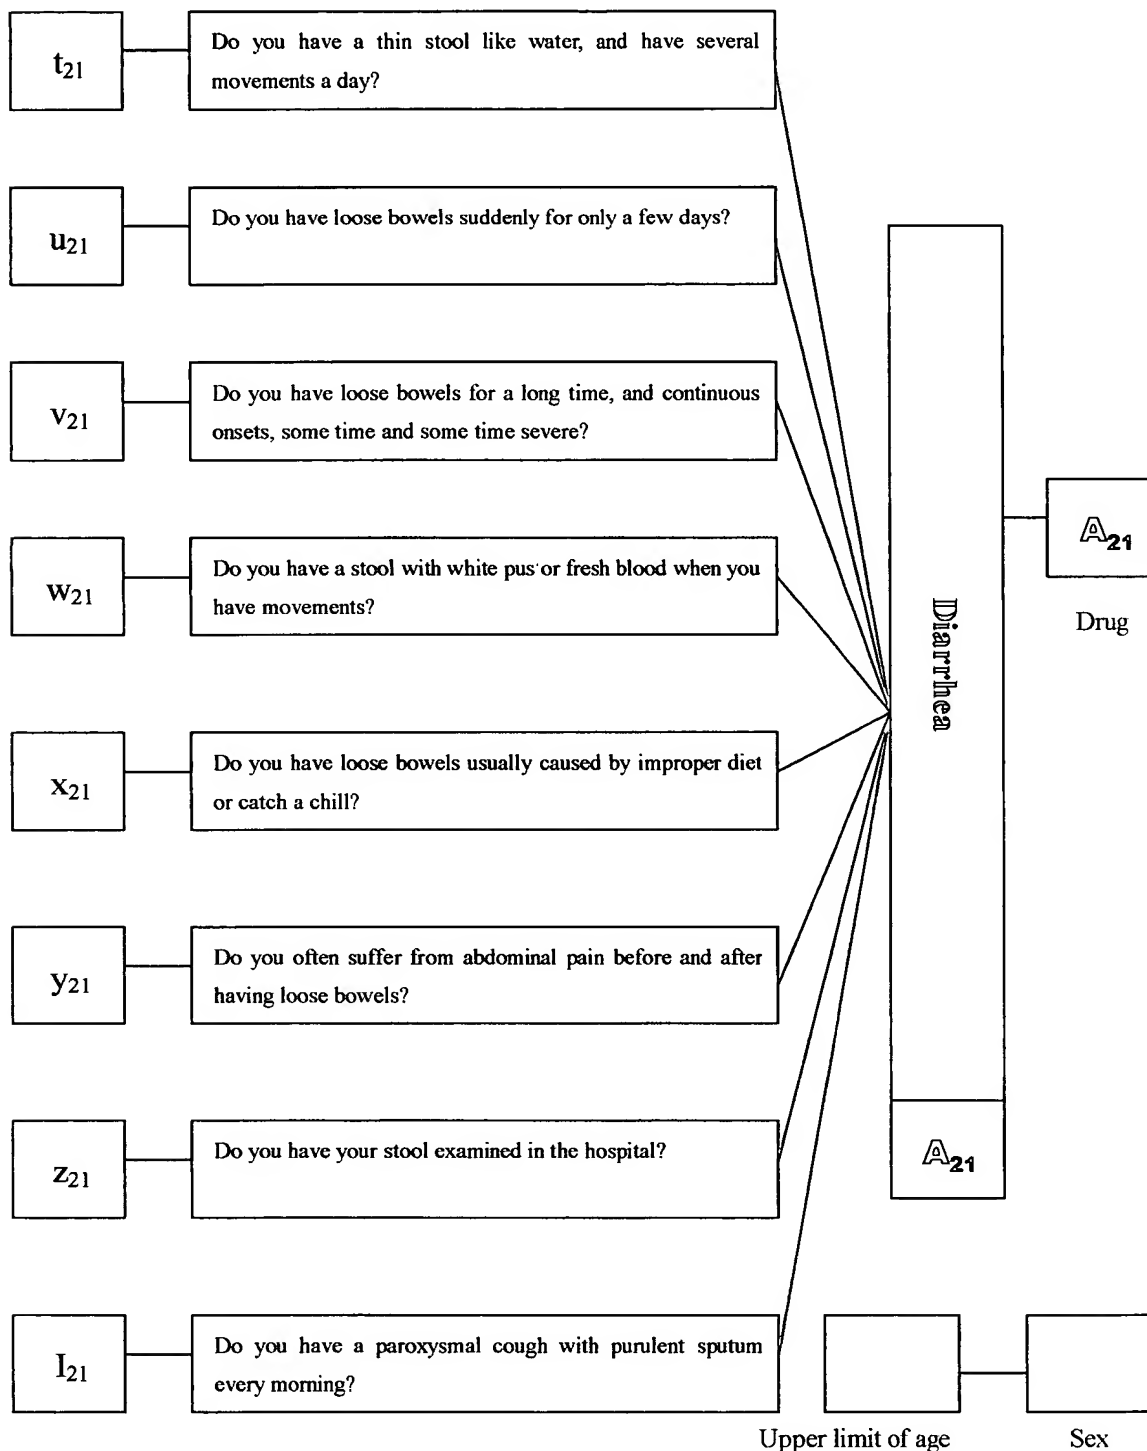 t21
Do you have a thin stool like water, and have several
movements a day?
u21
Do you have loose bowels suddenly for only a few days?
v21
Do you have loose bowels for a long time, and continuous
onsets, some time and some time severe?
w21
Do you have a stool with white pus or fresh blood when you
have movements?
x21
Do you have loose bowels usually caused by improper diet
or catch a chill?
y21
Do you often suffer from abdominal pain before and after
having loose bowels?
z21
Do you have your stool examined in the hospital?
I21
Do you have a paroxysmal cough with purulent sputum
every morning?
Diarrhea
A21
A21
Drug
Upper limit of age
Sex